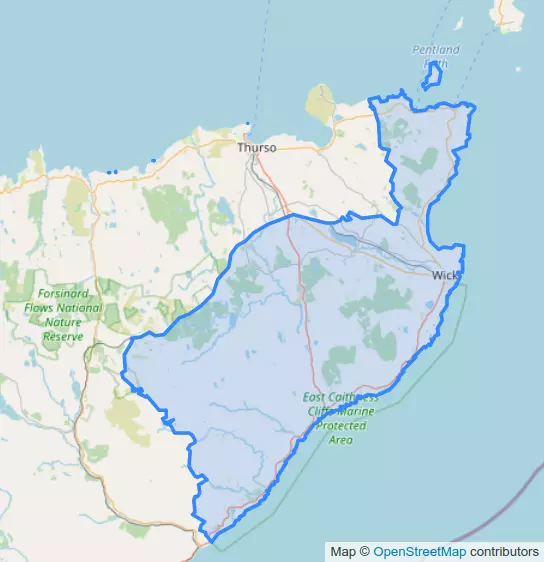 Pentland
Firth
Thurso
Wick
Forsinard
Flows National
Nature
Reserve
East Caithness
Cliffs Marine
Protected
Area
Map © OpenStreetMap contributors